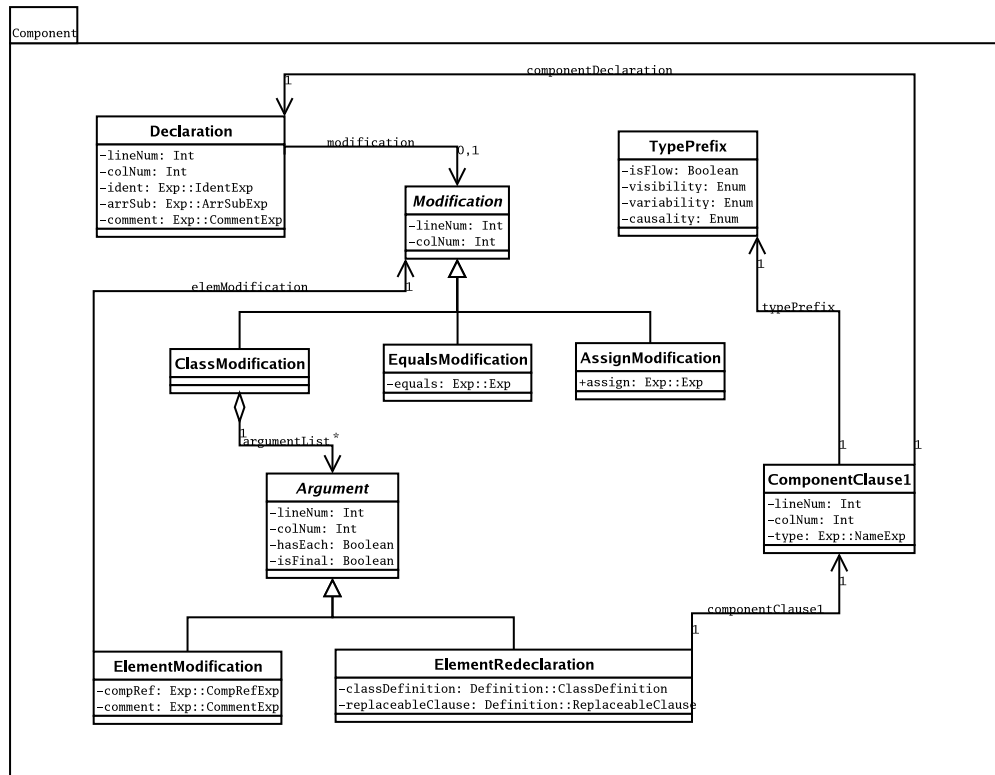 Component
componentDeclaration
1
Declaration
-lineNum: Int
-colNum: Int
-ident: Exp::IdentExp
-arrSub: Exp::ArrSubExp
-comment: Exp::CommentExp
modification
0,1
TypePrefix
-isFlow: Boolean
-visibility: Enum
-variability: Enum
-causality: Enum
Modification
-lineNum: Int
-colNum: Int
1
elemModification
1
typePrefix
ClassModification
EqualsModification
-equals: Exp::Exp
AssignModification
+assign: Exp::Exp
1
argumentList
*
1
1
Argument
-lineNum: Int
-colNum: Int
-hasEach: Boolean
-isFinal: Boolean
ComponentClause1
-lineNum: Int
-colNum: Int
-type: Exp::NameExp
1
componentClause1
1
ElementModification
-compRef: Exp::CompRefExp
-comment: Exp::CommentExp
ElementRedeclaration
-classDefinition: Definition::ClassDefinition
-replaceableClause: Definition::ReplaceableClause